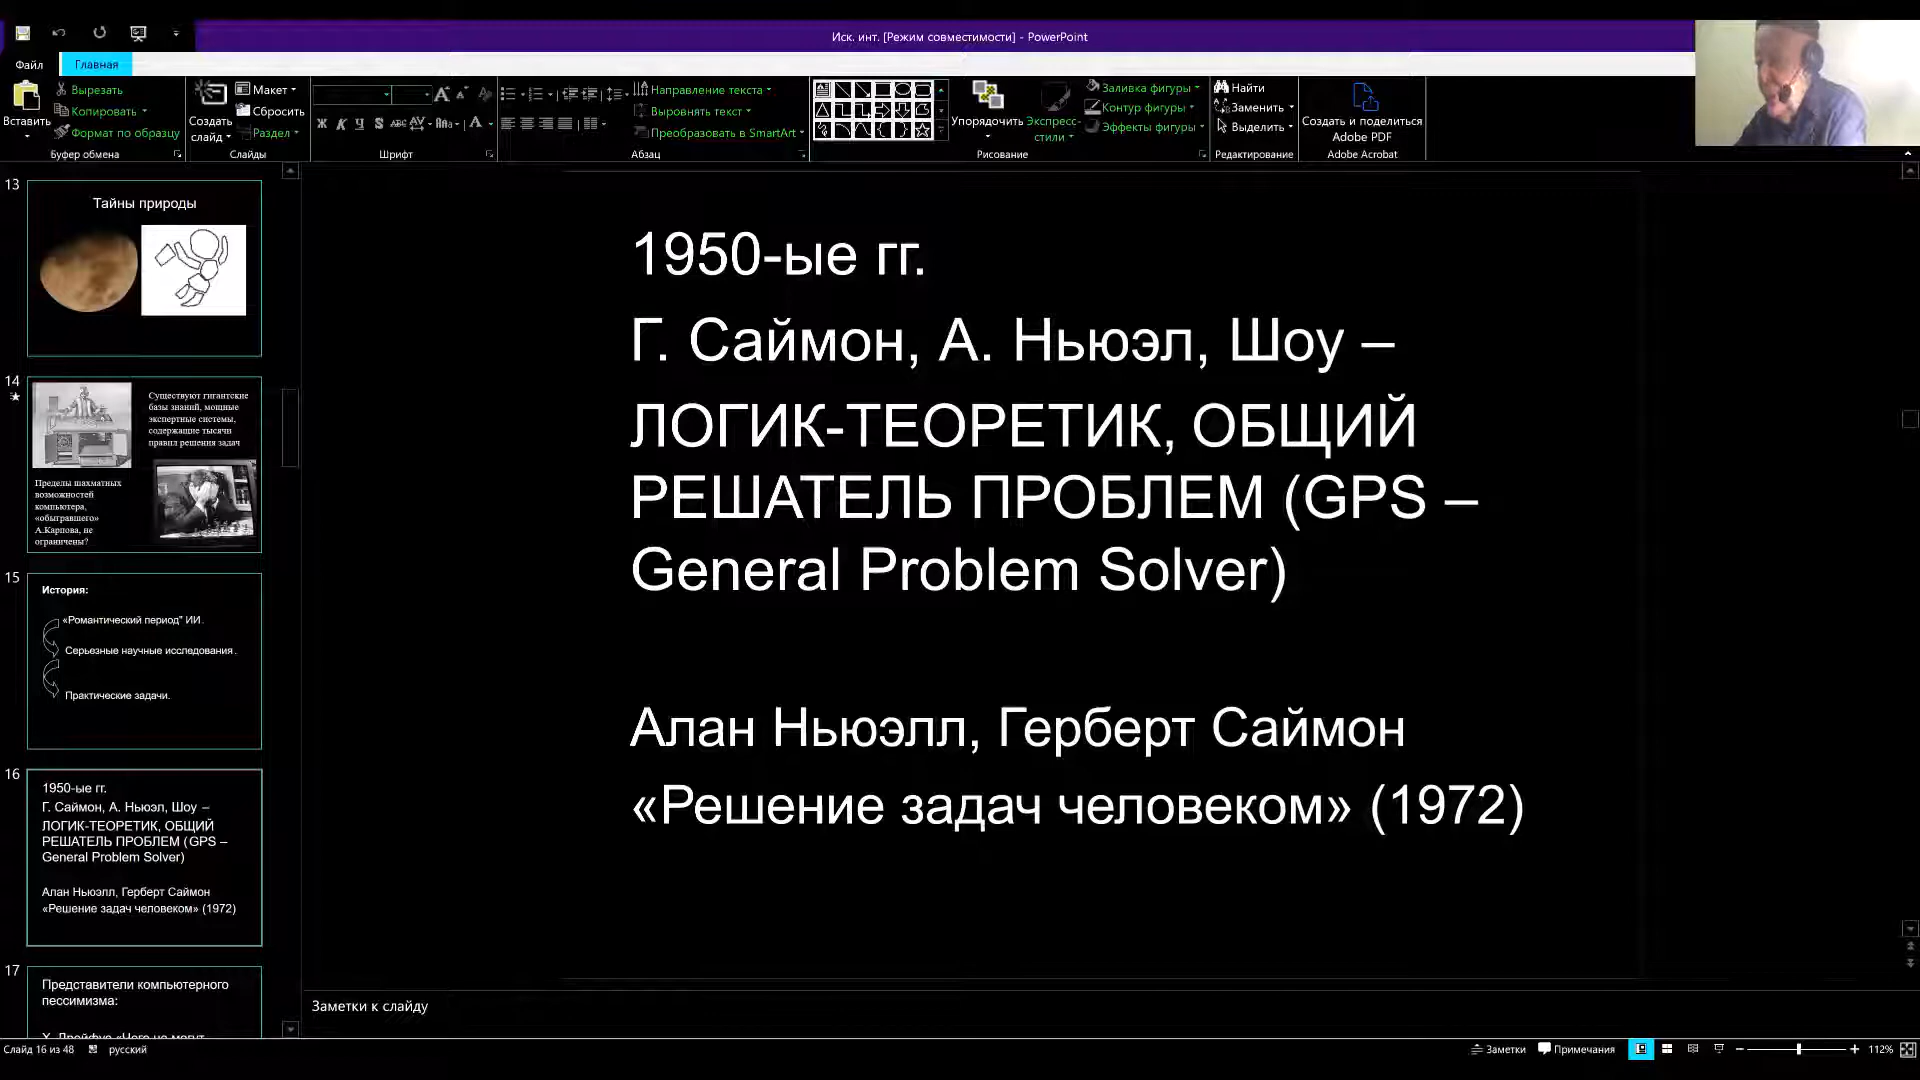 Иск. инт. [Режим совместимости] - PowerPoint
Файл
Главная
Вставить
Вырезать
Копировать
Формат по образцу
Буфер обмена
Создать слайд
Макет
Сбросить
Раздел
Слайды
Ж К Ч S abc AV Aa A
Шрифт
Направление текста
Выровнять текст
Преобразовать в SmartArt
Абзац
Упорядочить
Экспресс-стили
Заливка фигуры
Контур фигуры
Эффекты фигуры
Рисование
Найти
Заменить
Выделить
Редактирование
Создать и поделиться
Adobe PDF
Adobe Acrobat
13
Тайны природы
14
Существуют гигантские
базы знаний, мощные
экспертные системы,
содержащие тысячи
правил решения задач
Пределы шахматных
возможностей
компьютера,
«обыгравшего»
А.Карпова, не
ограничены?
15
История:
«Романтический период" ИИ.
Серьезные научные исследования.
Практические задачи.
16
1950-ые гг.
Г. Саймон, А. Ньюэл, Шоу –
ЛОГИК-ТЕОРЕТИК, ОБЩИЙ
РЕШАТЕЛЬ ПРОБЛЕМ (GPS –
General Problem Solver)
Алан Ньюэлл, Герберт Саймон
«Решение задач человеком» (1972)
17
Представители компьютерного
пессимизма:
1950-ые гг.
Г. Саймон, А. Ньюэл, Шоу –
ЛОГИК-ТЕОРЕТИК, ОБЩИЙ
РЕШАТЕЛЬ ПРОБЛЕМ (GPS –
General Problem Solver)
Алан Ньюэлл, Герберт Саймон
«Решение задач человеком» (1972)
Заметки к слайду
Слайд 16 из 48
русский
Заметки
Примечания
112%